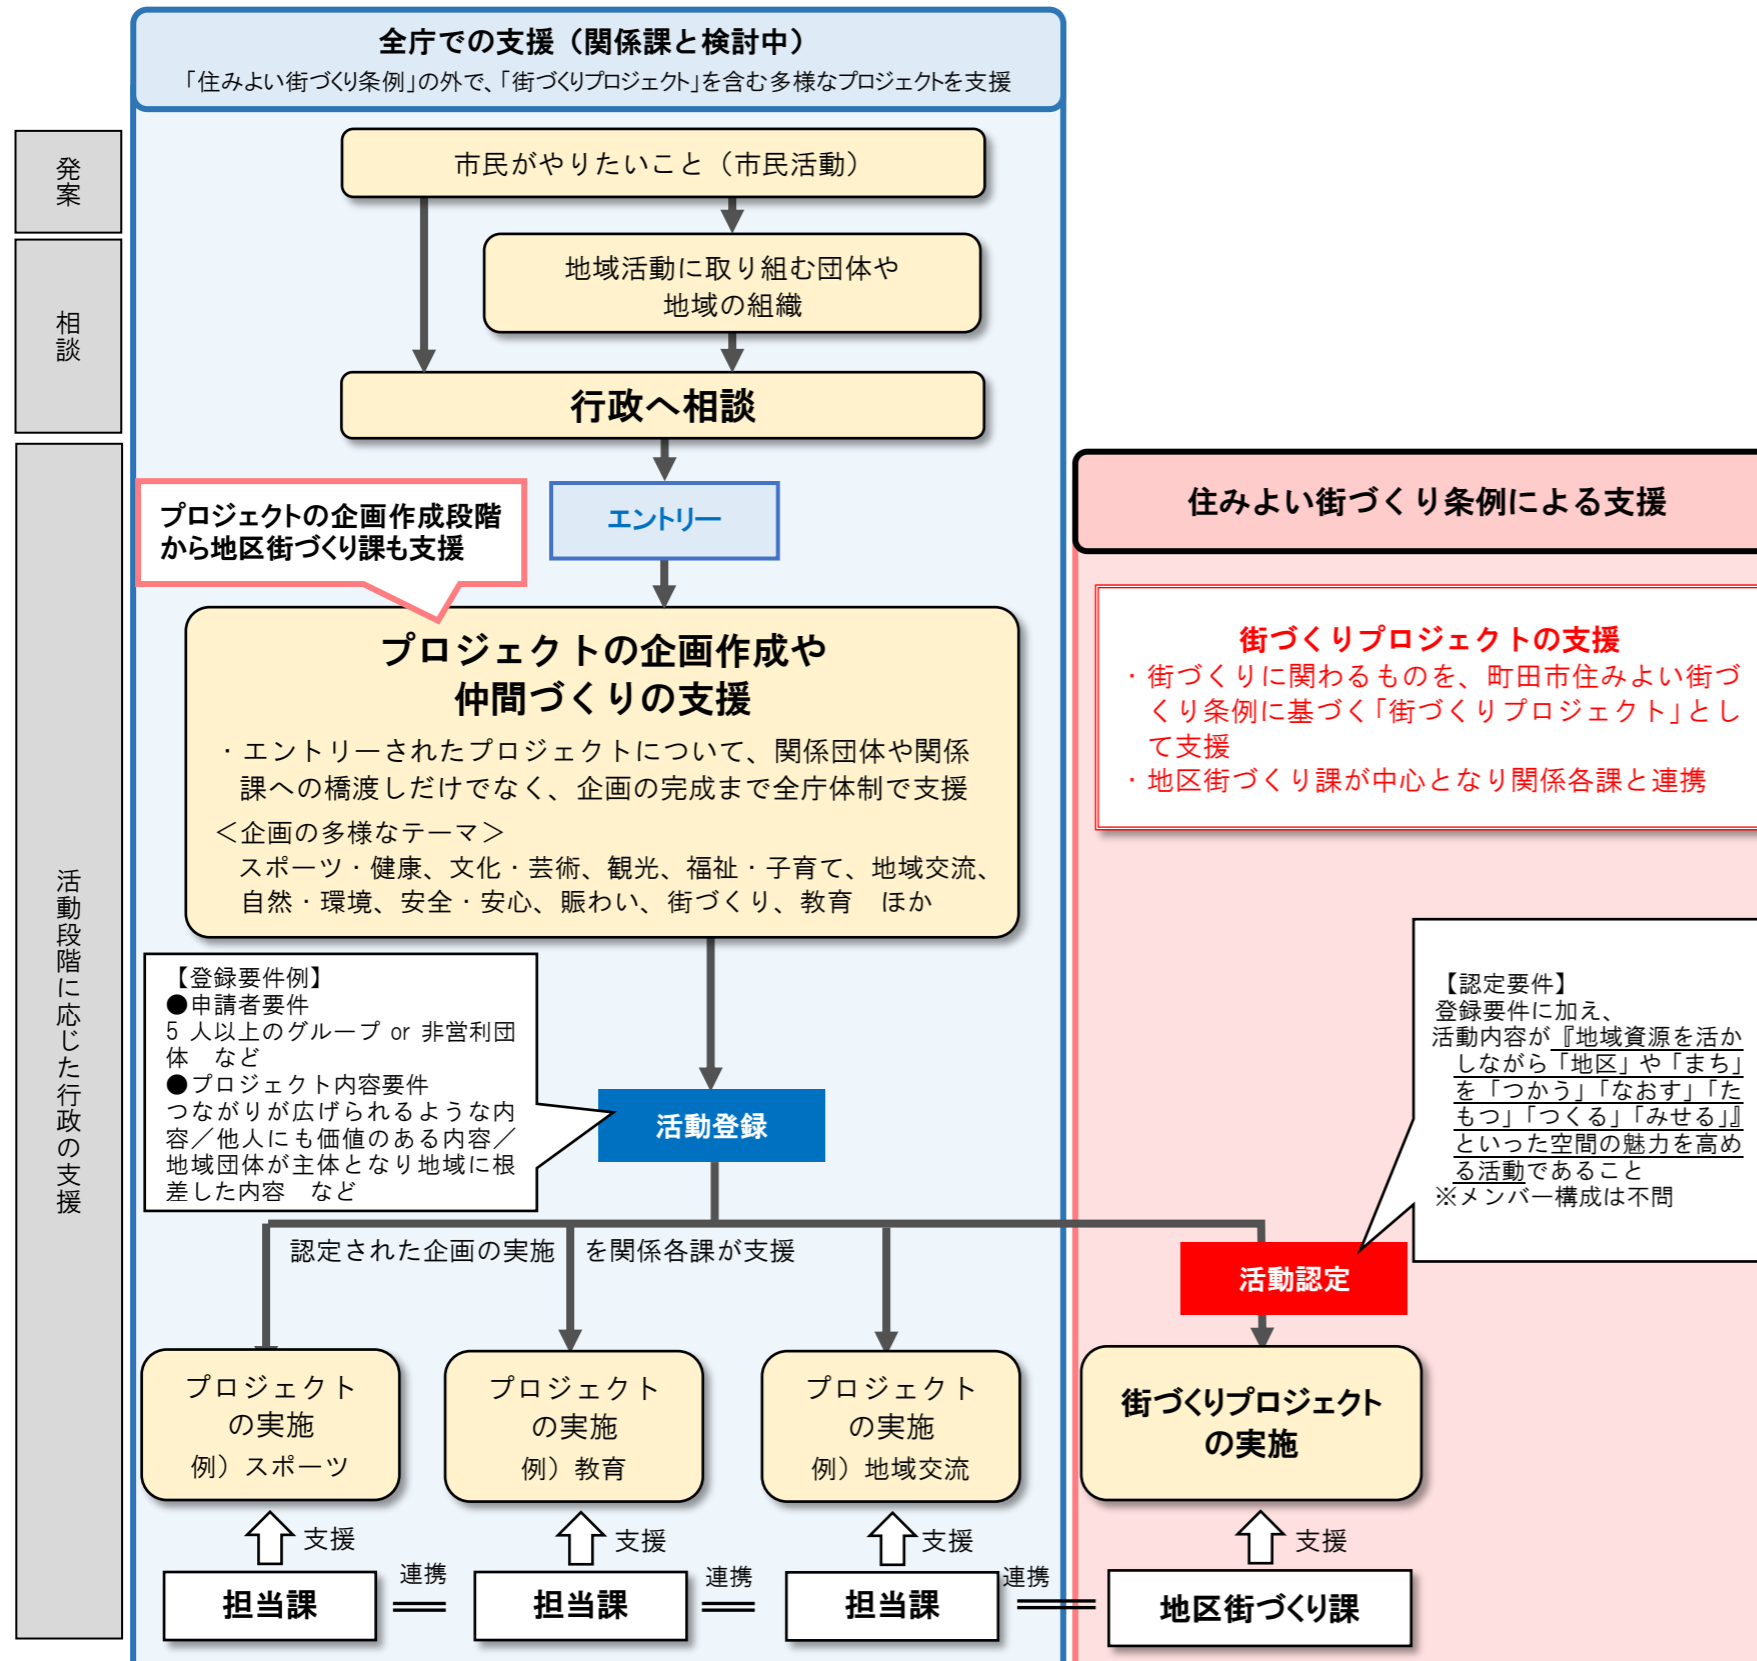 全庁での支援（関係課と検討中）
「住みよい街づくり条例」の外で、「街づくりプロジェクト」を含む多様なプロジェクトを支援
発案
市民がやりたいこと（市民活動）
相談
地域活動に取り組む団体や
地域の組織
行政へ相談
活動段階に応じた行政の支援
エントリー
プロジェクトの企画作成段階
から地区街づくり課も支援
プロジェクトの企画作成や
仲間づくりの支援
・エントリーされたプロジェクトについて、関係団体や関係
課への橋渡しだけでなく、企画の完成まで全庁体制で支援
＜企画の多様なテーマ＞
スポーツ・健康、文化・芸術、観光、福祉・子育て、地域交流、
自然・環境、安全・安心、賑わい、街づくり、教育　ほか
住みよい街づくり条例による支援
街づくりプロジェクトの支援
・街づくりに関わるものを、町田市住みよい街づ
くり条例に基づく「街づくりプロジェクト」とし
て支援
・地区街づくり課が中心となり関係各課と連携
【登録要件例】
●申請者要件
5 人以上のグループ or 非営利団
体　など
●プロジェクト内容要件
つながりが広げられるような内
容／他人にも価値のある内容／
地域団体が主体となり地域に根
差した内容　など
活動登録
【認定要件】
登録要件に加え、
活動内容が『地域資源を活か
しながら「地区」や「まち」
を「つかう」「なおす」「た
もつ」「つくる」「みせる」』
といった空間の魅力を高め
る活動であること
※メンバー構成は不問
認定された企画の実施　を関係各課が支援
活動認定
プロジェクト
の実施
例）スポーツ
プロジェクト
の実施
例）教育
プロジェクト
の実施
例）地域交流
街づくりプロジェクト
の実施
支援
支援
支援
支援
担当課
連携
担当課
連携
担当課
連携
地区街づくり課